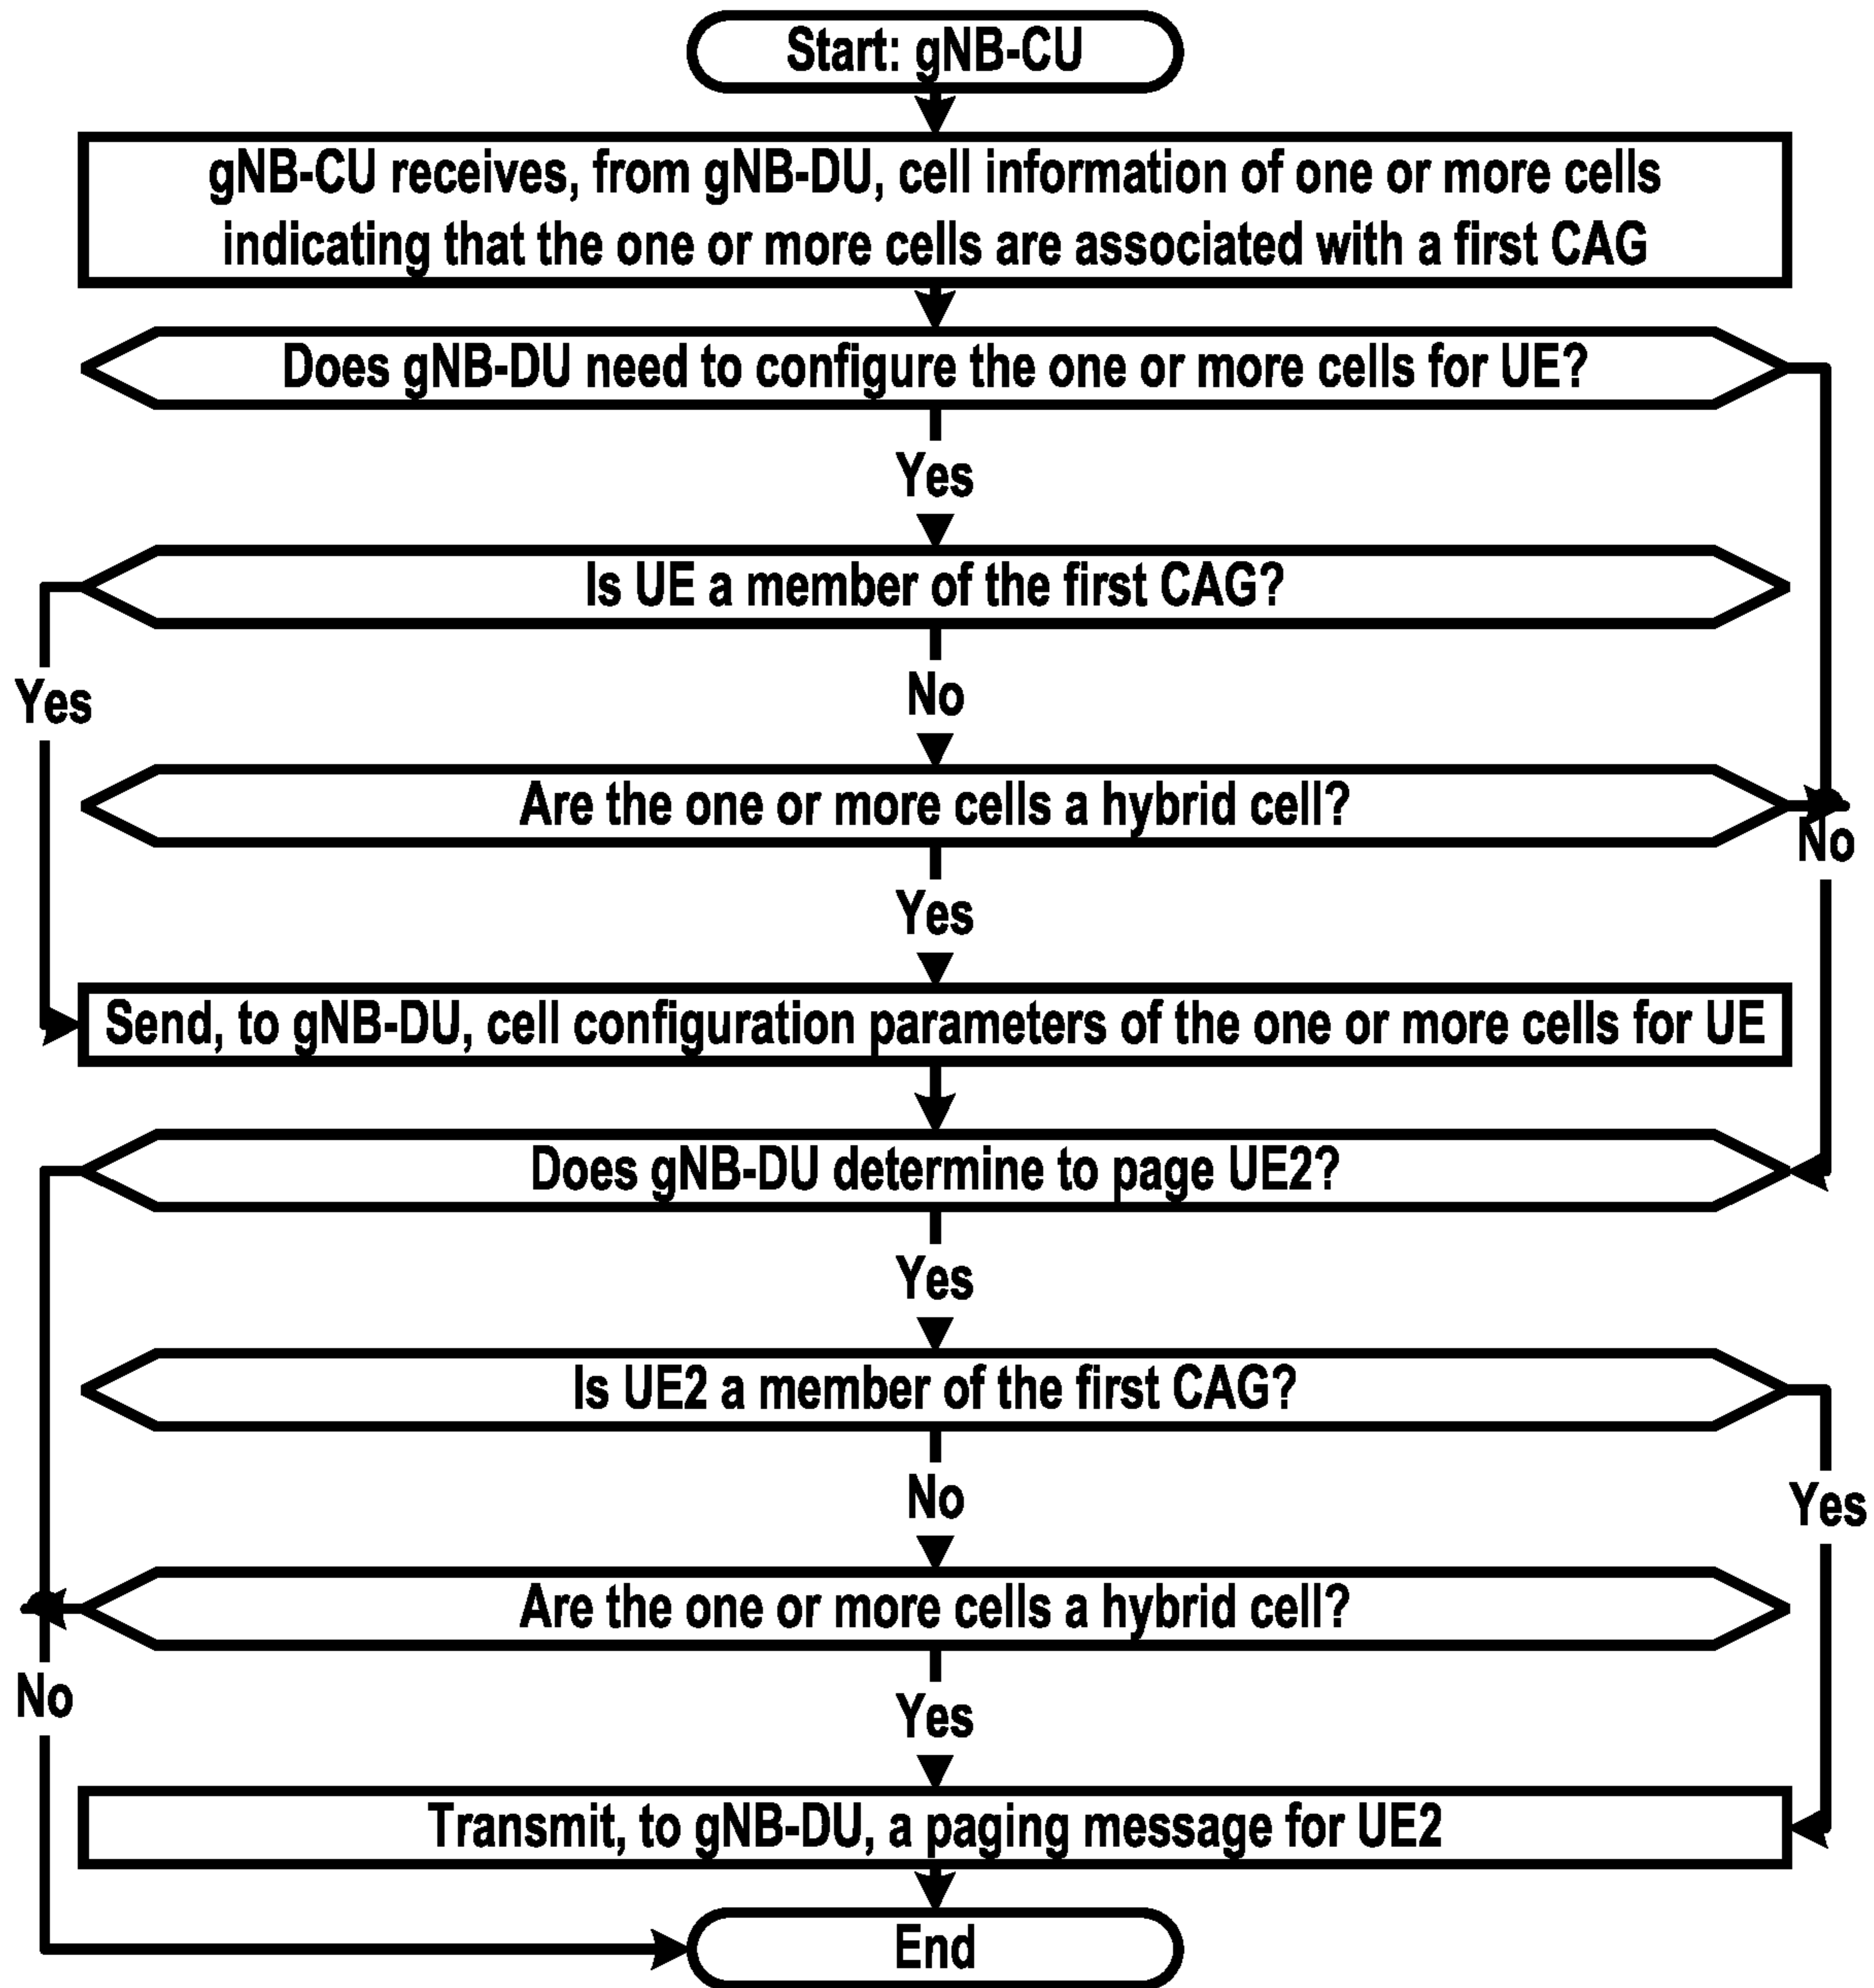 Start: gNB-CU
gNB-CU receives, from gNB-DU, cell information of one or more cells
indicating that the one or more cells are associated with a first CAG
Does gNB-DU need to configure the one or more cells for UE?
Yes
Is UE a member of the first CAG?
Yes
No
Are the one or more cells a hybrid cell?
No
Yes
Send, to gNB-DU, cell configuration parameters of the one or more cells for UE
Does gNB-DU determine to page UE2?
Yes
Is UE2 a member of the first CAG?
No
Yes
Are the one or more cells a hybrid cell?
No
Yes
Transmit, to gNB-DU, a paging message for UE2
End